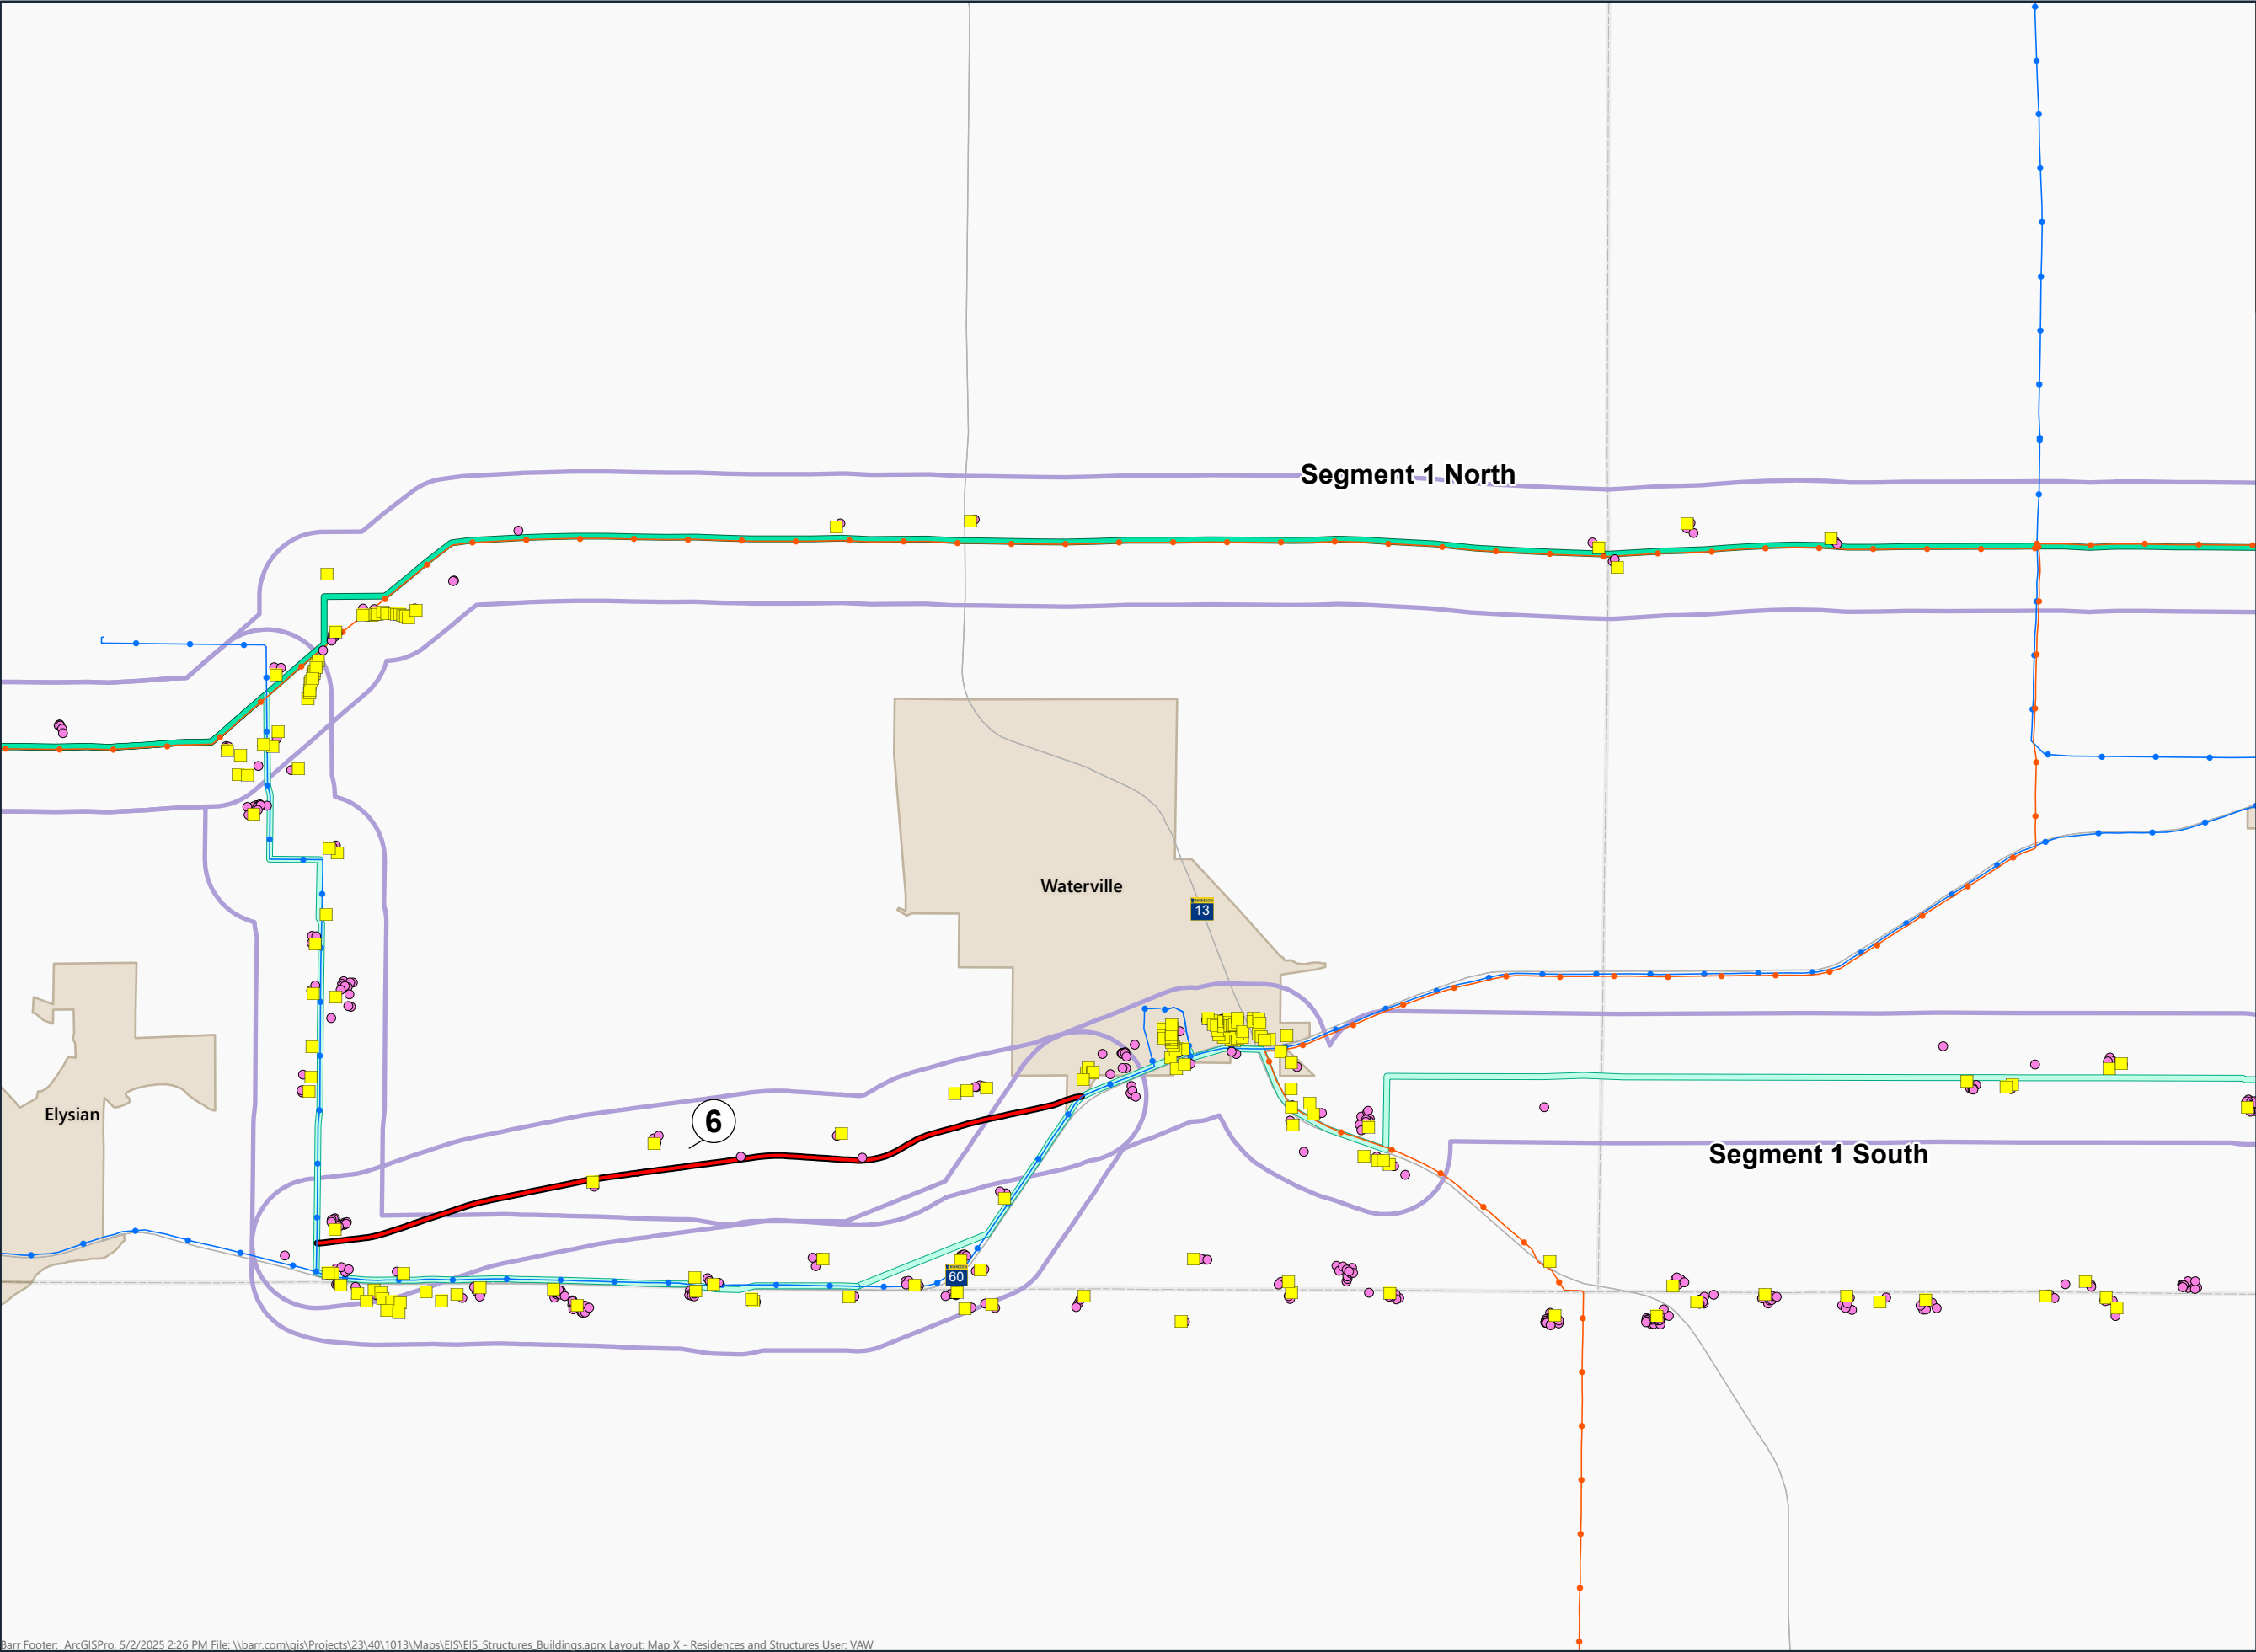 Segment 1 North
Waterville
13
Elysian
6
Segment 1 South
60
Barr Footer: ArcGISPro, 5/2/2025 2:26 PM File: \\barr.com\gis\Projects\23\40\1013\Maps\EIS\EIS_Structures_Buildings.aprx Layout: Map X - Residences and Structures User: VAW